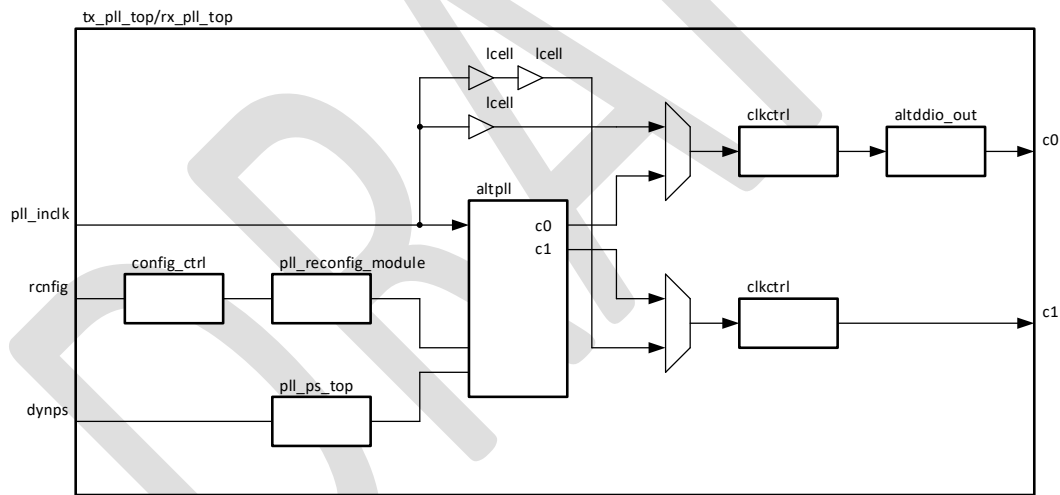 tx_pll_top/rx_pll_top
lcell lcell
lcell
clkctrl
altddio_out
c0
altpll
pll_inclk
c0
c1
config_ctrl
pll_reconfig_module
rcnfig
clkctrl
c1
pll_ps_top
dynps
DRA